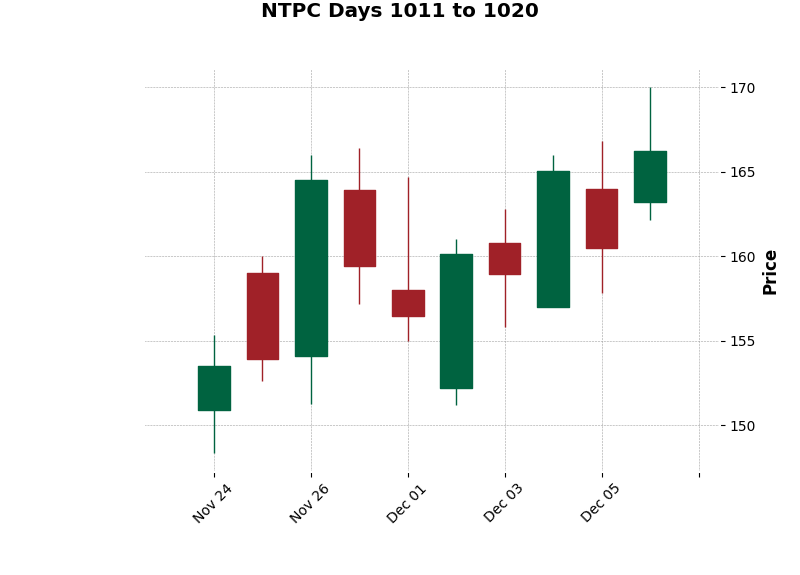 NTPC Days 1011 to 1020
170
165
160
155
150
Price
Nov 24
Nov 26
Dec 01
Dec 03
Dec 05